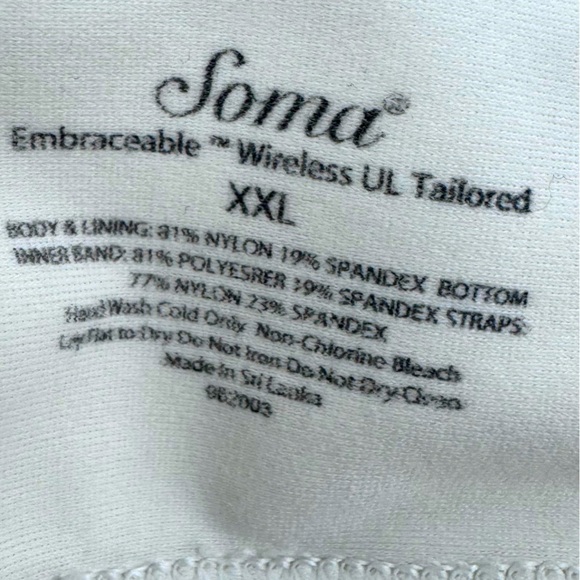 Soma®
Embraceable™ Wireless UL Tailored
XXL
BODY & LINING: 81% NYLON 19% SPANDEX BOTTOM
INNER BAND: 81% POLYESRER 19% SPANDEX STRAPS:
77% NYLON 23% SPANDEX
Hand Wash Cold Only Non-Chlorine Bleach
Lay Flat to Dry Do Not Iron Do Not Dry Clean
Made in Sri Lanka
982003